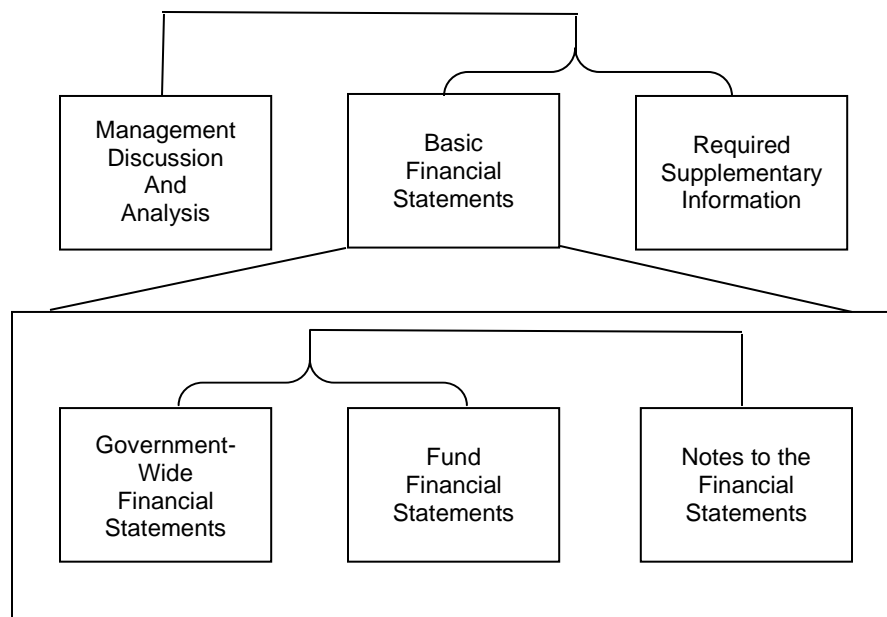 Management
Discussion
And
Analysis
Basic
Financial
Statements
Required
Supplementary
Information
Government-
Wide
Financial
Statements
Fund
Financial
Statements
Notes to the
Financial
Statements